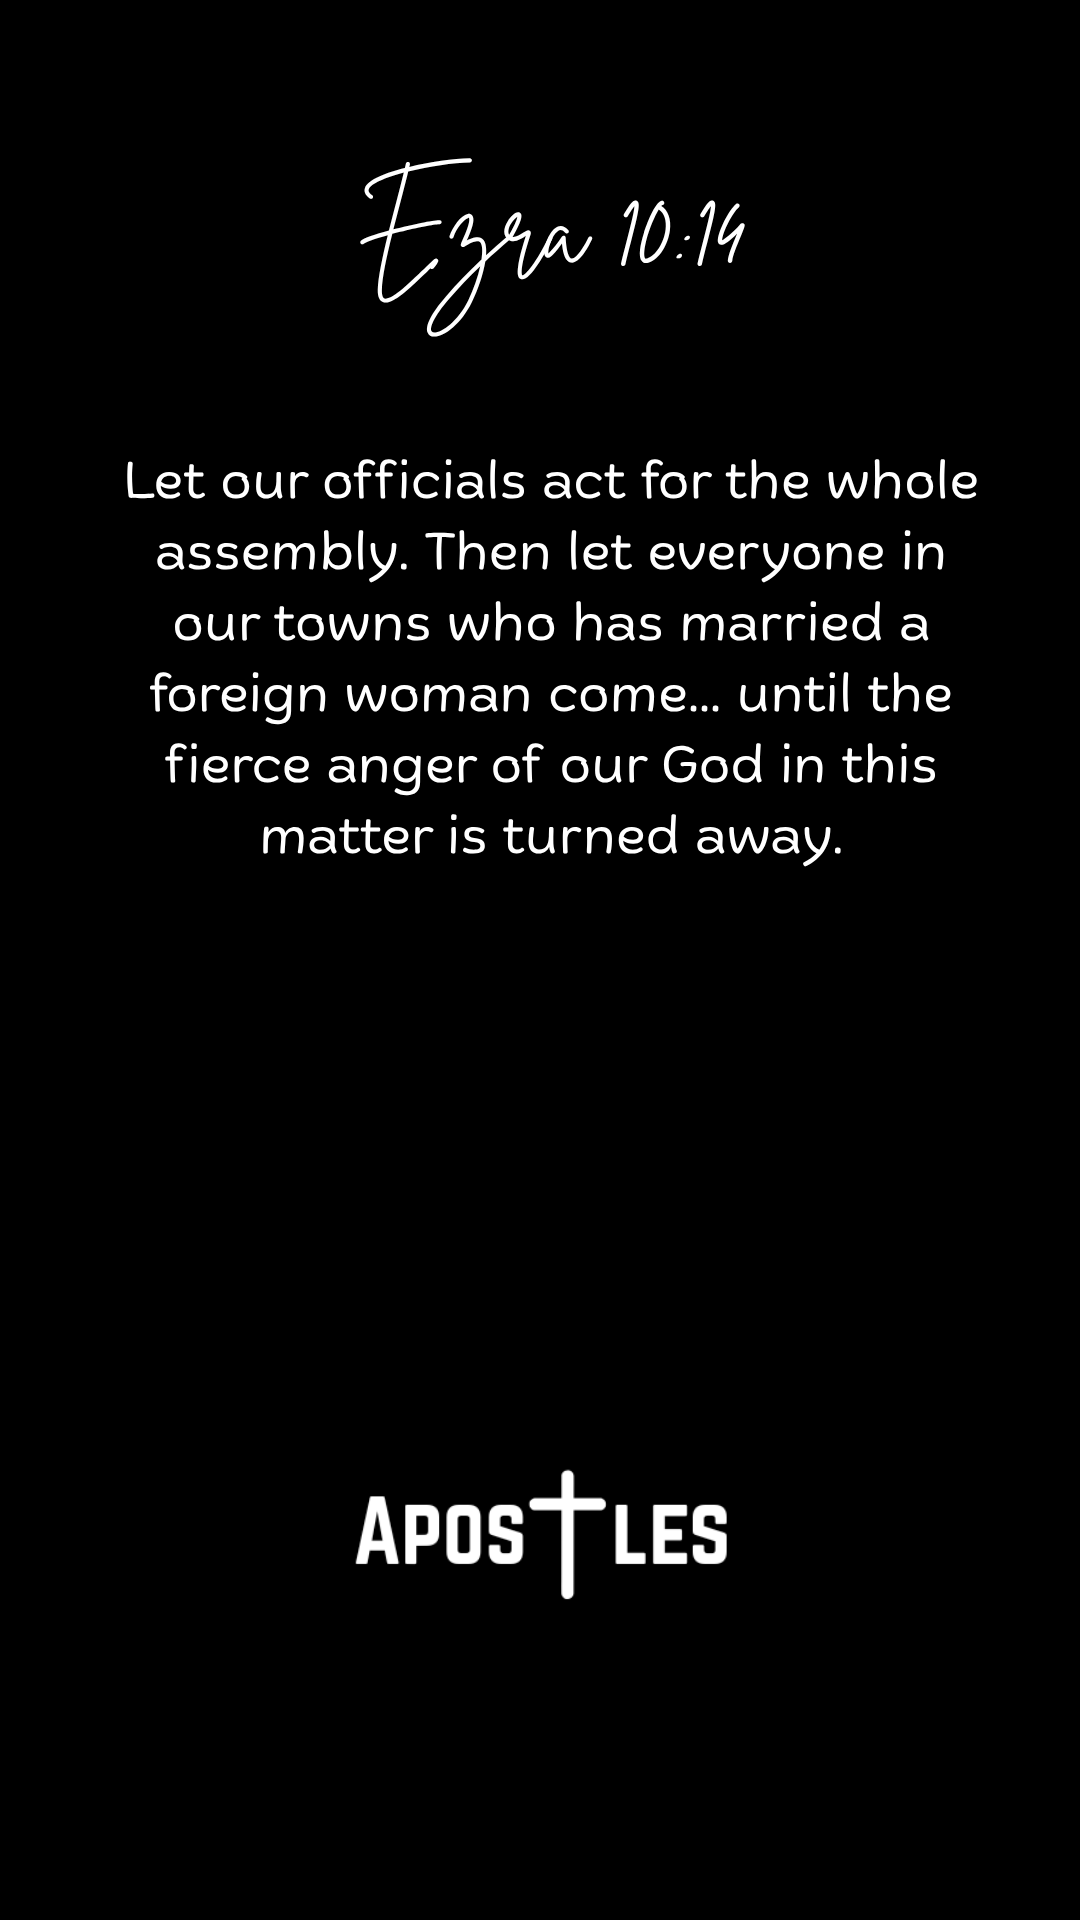 Ezra 10:14
Let our officials act for the whole
assembly. Then let everyone in
our towns who has married a
foreign woman come... until the
fierce anger of our God in this
matter is turned away.
Apostles